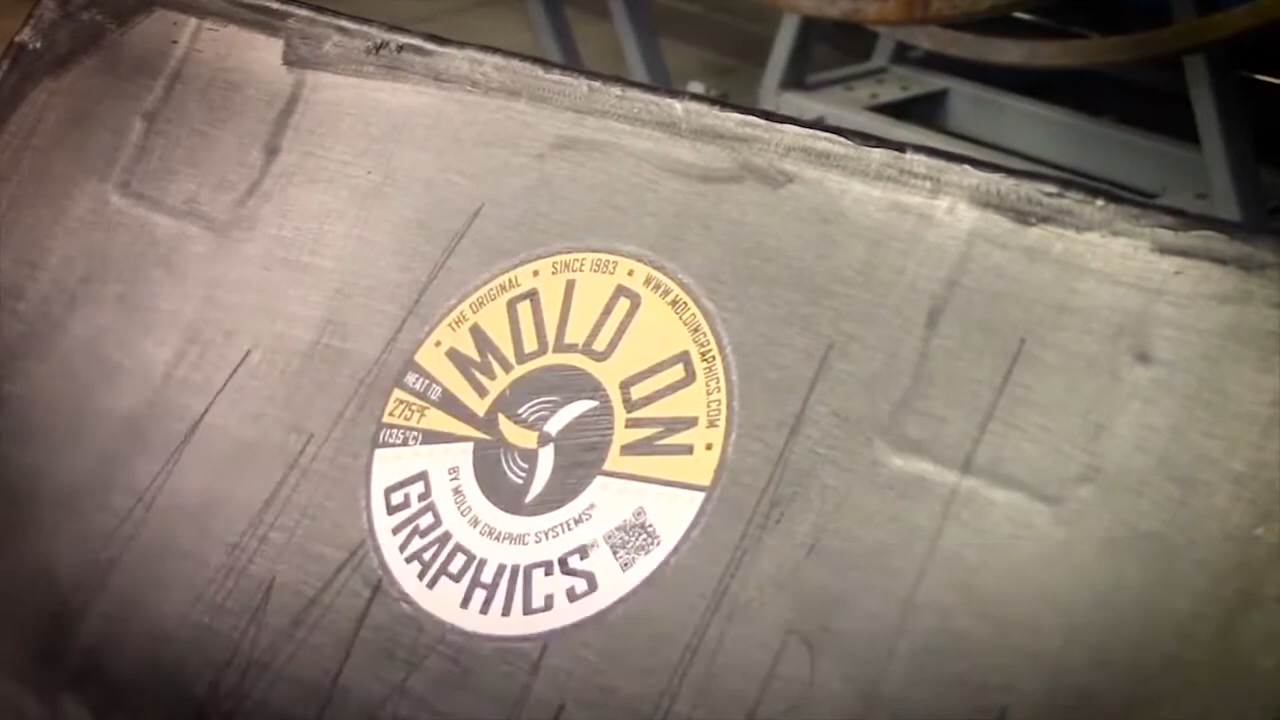 THE ORIGINAL • SINCE 1983 • WWW.MOLDINGRAPHICS.COM
MOLD ON
HEAT TO:
275°F
(135°C)
BY MOLD IN GRAPHIC SYSTEMS®
GRAPHICS®